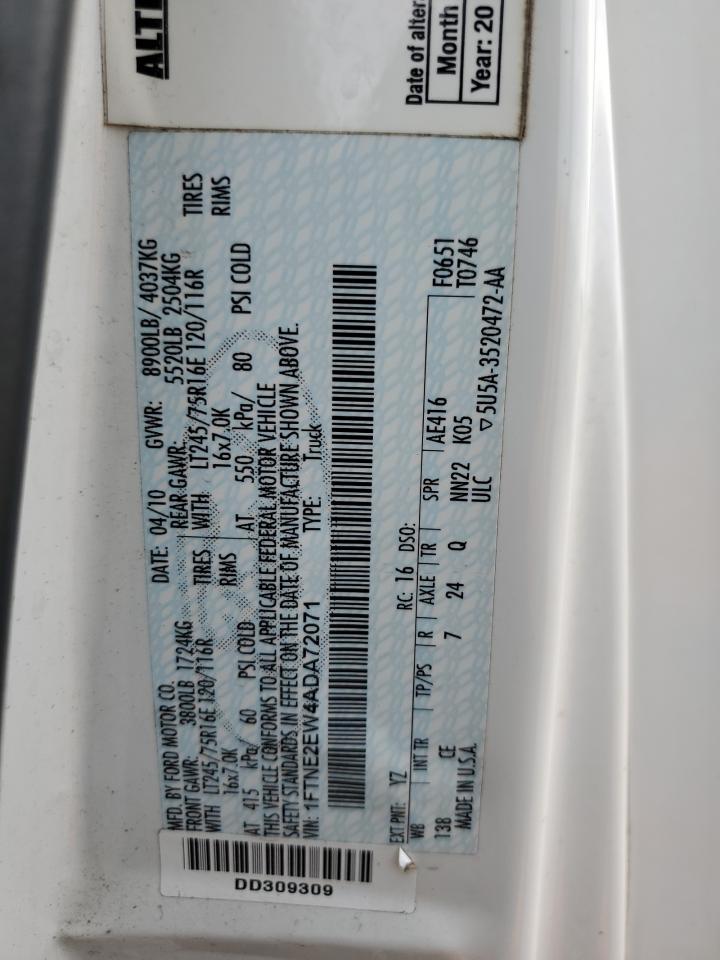 ALTE
Date of alter
Month
Year: 20
MFD. BY FORD MOTOR CO.
DATE: 04/10 GVWR: 8900LB/ 4037KG
FRONT GAWR: 3800LB 1724KG
REAR GAWR: 5520LB 2504KG
WITH LT245/75R16E 120/116R TIRES
WITH LT245/75R16E 120/116R TIRES
16x7.0K RIMS
16x7.0K RIMS
AT 415 kPa/ 60 PSI COLD
AT 550 kPa/ 80 PSI COLD
THIS VEHICLE CONFORMS TO ALL APPLICABLE FEDERAL MOTOR VEHICLE
SAFETY STANDARDS IN EFFECT ON THE DATE OF MANUFACTURE SHOWN ABOVE.
VIN: 1FTNE2EW4ADA72071 TYPE: Truck
EXT PNT: YZ RC: 16 DSO:
WB INT TR TP/PS R AXLE TR SPR AE416 F0651
138 CE 7 24 Q NN22 K05 T0746
MADE IN U.S.A. ULC ▽5U5A-3520472-AA
DD309309